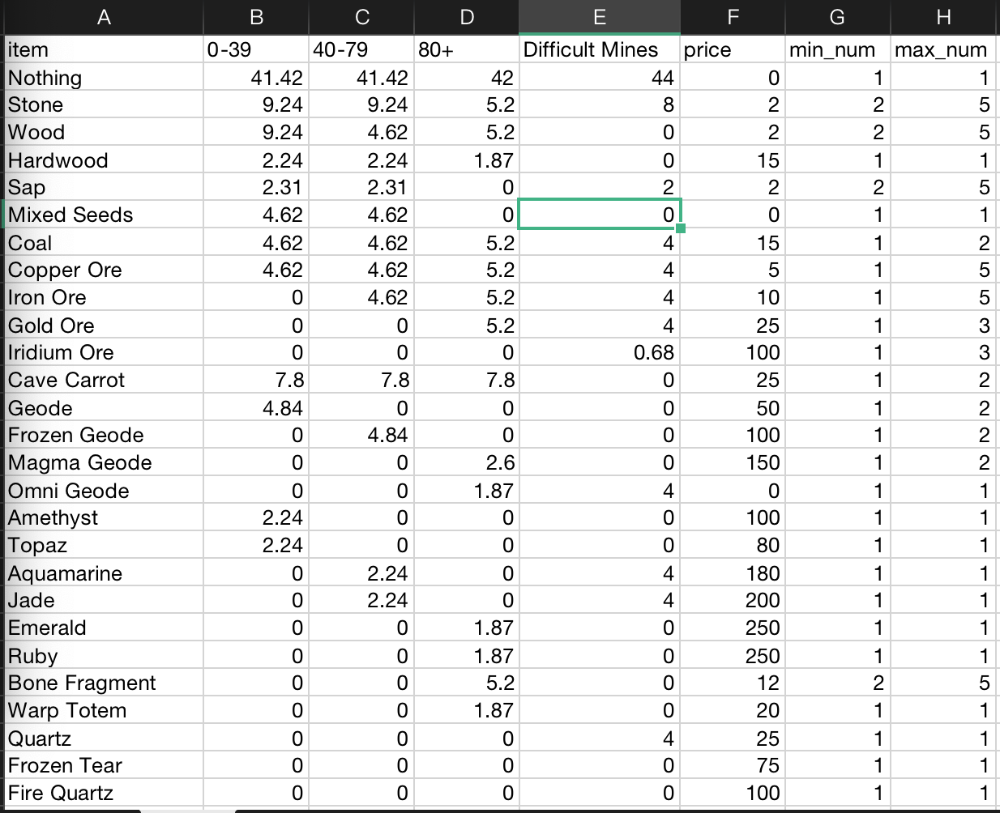 A B C D E F G H
item 0-39 40-79 80+ Difficult Mines price min_num max_num
Nothing 41.42 41.42 42 44 0 1 1
Stone 9.24 9.24 5.2 8 2 2 5
Wood 9.24 4.62 5.2 0 2 2 5
Hardwood 2.24 2.24 1.87 0 15 1 1
Sap 2.31 2.31 0 2 2 2 5
Mixed Seeds 4.62 4.62 0 0 0 1 1
Coal 4.62 4.62 5.2 4 15 1 2
Copper Ore 4.62 4.62 5.2 4 5 1 5
Iron Ore 0 4.62 5.2 4 10 1 5
Gold Ore 0 0 5.2 4 25 1 3
Iridium Ore 0 0 0 0.68 100 1 3
Cave Carrot 7.8 7.8 7.8 0 25 1 2
Geode 4.84 0 0 0 50 1 2
Frozen Geode 0 4.84 0 0 100 1 2
Magma Geode 0 0 2.6 0 150 1 2
Omni Geode 0 0 1.87 4 0 1 1
Amethyst 2.24 0 0 0 100 1 1
Topaz 2.24 0 0 0 80 1 1
Aquamarine 0 2.24 0 4 180 1 1
Jade 0 2.24 0 4 200 1 1
Emerald 0 0 1.87 0 250 1 1
Ruby 0 0 1.87 0 250 1 1
Bone Fragment 0 0 5.2 0 12 2 5
Warp Totem 0 0 1.87 0 20 1 1
Quartz 0 0 0 4 25 1 1
Frozen Tear 0 0 0 0 75 1 1
Fire Quartz 0 0 0 0 100 1 1